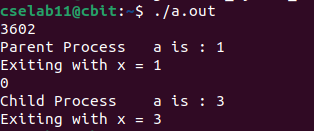 cselab11@cbit:~$ ./a.out
3602
Parent Process   a is : 1
Exiting with x = 1
0
Child Process    a is : 3
Exiting with x = 3